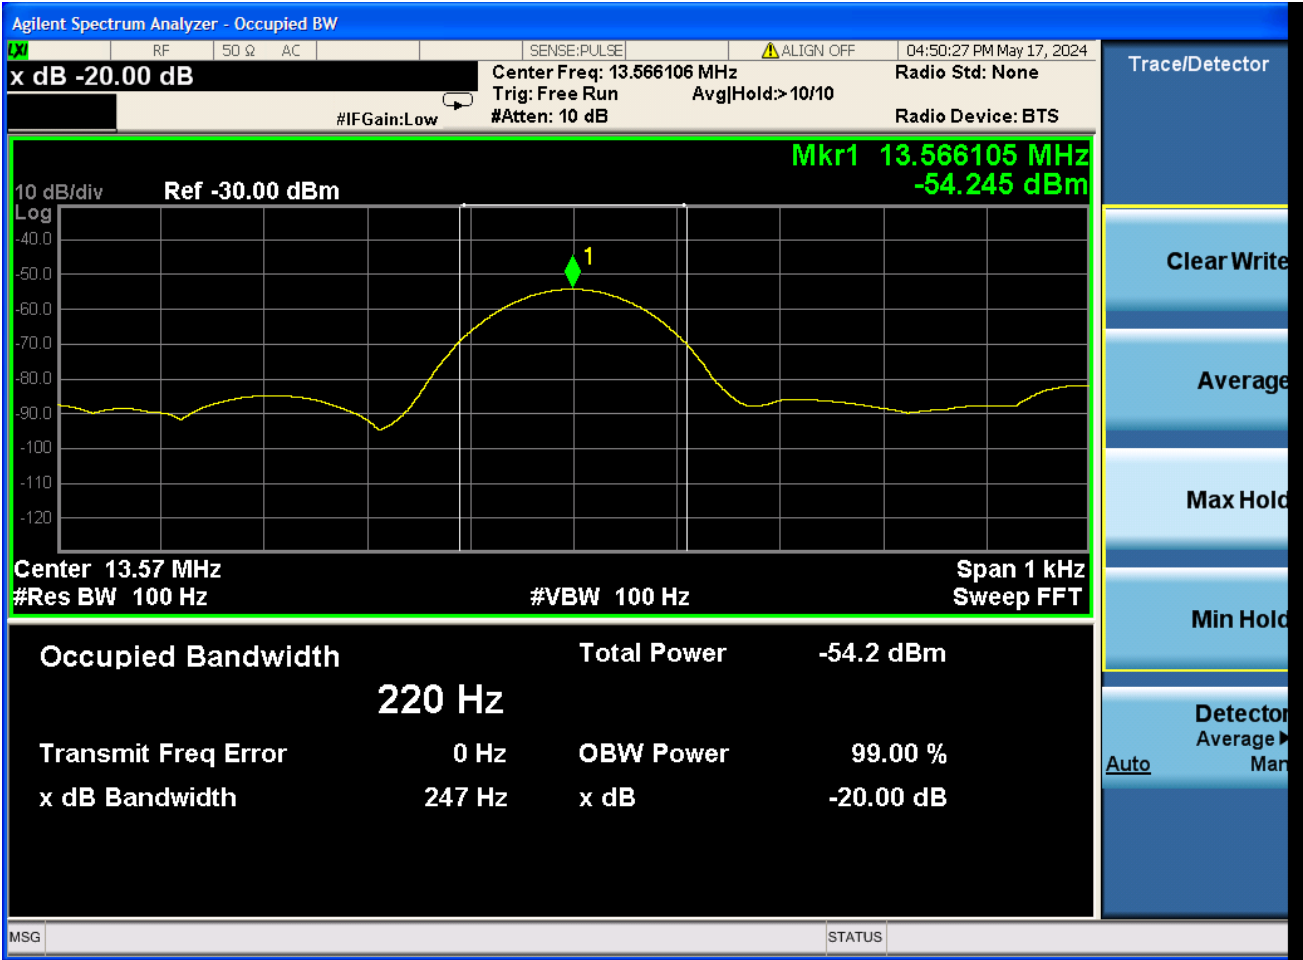 Agilent Spectrum Analyzer - Occupied BW
LXI RF 50 Ω AC SENSE:PULSE ALIGN OFF 04:50:27 PM May 17, 2024
x dB -20.00 dB
Center Freq: 13.566106 MHz
Radio Std: None
Trig: Free Run
Avg|Hold:> 10/10
#IFGain:Low
#Atten: 10 dB
Radio Device: BTS
Mkr1 13.566105 MHz
-54.245 dBm
10 dB/div Ref -30.00 dBm
Log
-40.0
1
-50.0
-60.0
-70.0
-80.0
-90.0
-100
-110
-120
Center 13.57 MHz Span 1 kHz
#Res BW 100 Hz #VBW 100 Hz Sweep FFT
Occupied Bandwidth Total Power -54.2 dBm
220 Hz
Transmit Freq Error 0 Hz OBW Power 99.00 %
x dB Bandwidth 247 Hz x dB -20.00 dB
MSG STATUS
Trace/Detector
Clear Write
Average
Max Hold
Min Hold
Detector
Average
Auto Man